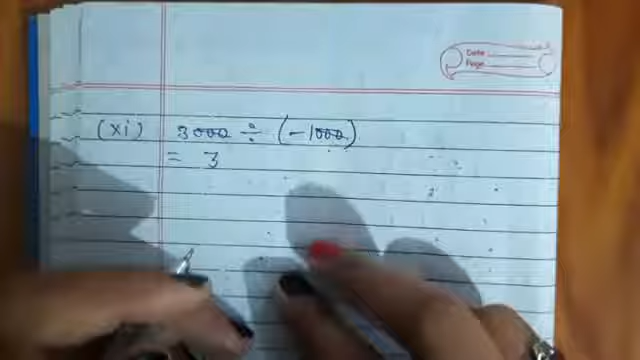 Date
Page
(xi) 3000 ÷ (-1000)
= 3